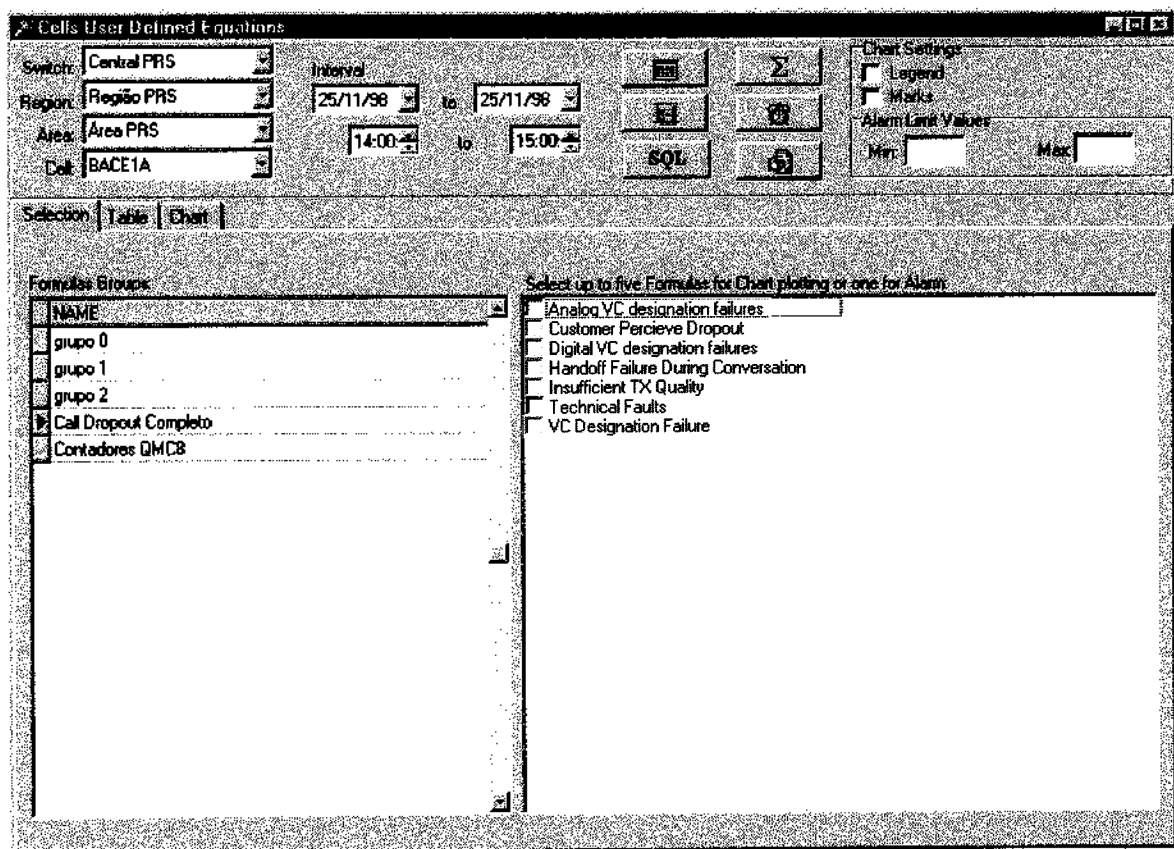 Cells User Defined Equations
Switch: Central PRS
Region: Região PRS
Area: Área PRS
Cell: BACE1A
Interval
25/11/98 to 25/11/98
14:00 to 15:00
Σ
SQL
Chart Settings
Legend
Marks
Alarm Limit Values
Min: Max:
Selection Table Chart
Formulas Groups:
NAME
grupo 0
grupo 1
grupo 2
Call Dropout Completo
Contadores QMC8
Select up to five Formulas for Chart plotting or one for Alarm:
Analog VC designation failures
Customer Percieve Dropout
Digital VC designation failures
Handoff Failure During Conversation
Insufficient TX Quality
Technical Faults
VC Designation Failure